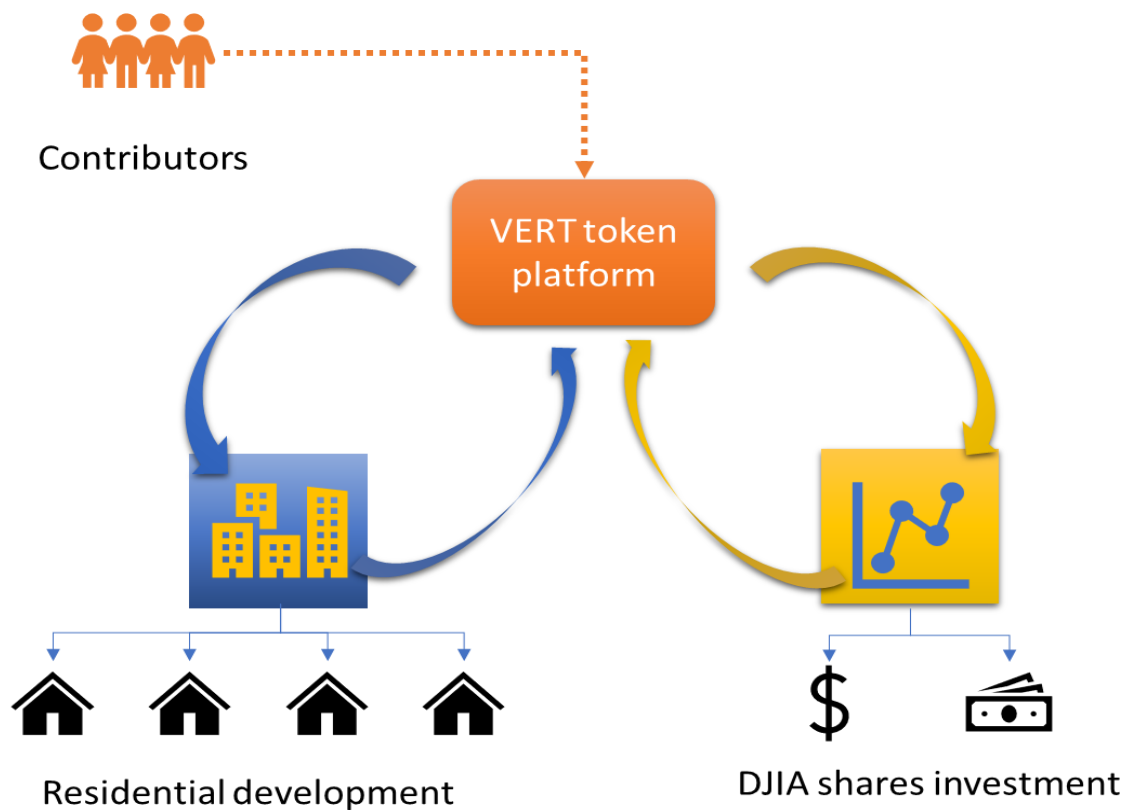 Contributors
VERT token
platform
Residential development
DJIA shares investment